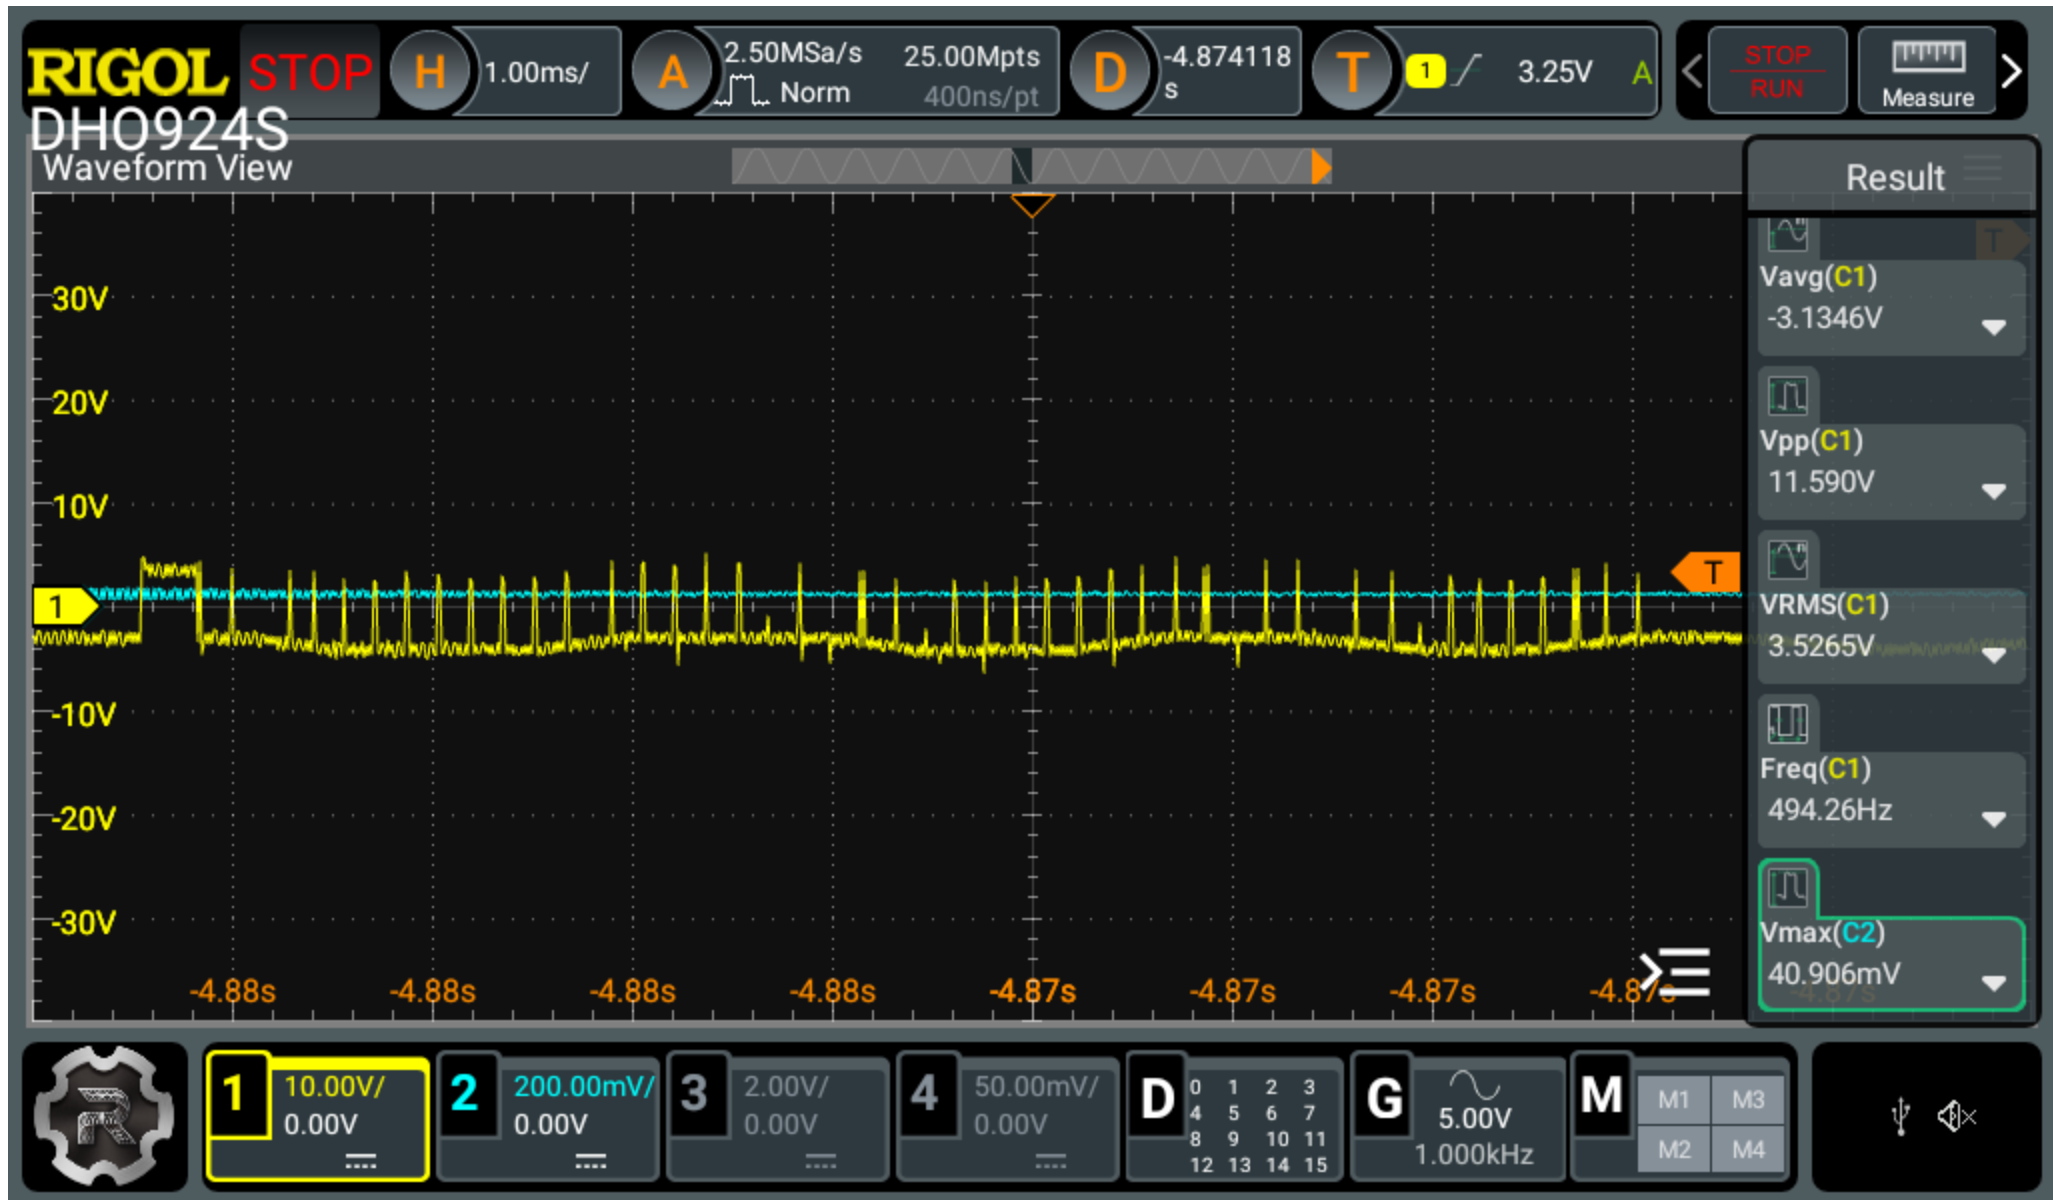 RIGOL STOP H 1.00ms/ A 2.50MSa/s 25.00Mpts D -4.874118 T 1 3.25V A STOP
Norm 400ns/pt s RUN Measure
DHO924S
Waveform View
Result
T
30V
20V
10V
1
-10V
-20V
-30V
T
-4.88s -4.88s -4.88s -4.88s -4.87s -4.87s -4.87s -4.87s -4.87s
Vavg(C1)
-3.1346V
Vpp(C1)
11.590V
VRMS(C1)
3.5265V
Freq(C1)
494.26Hz
Vmax(C2)
40.906mV
1 10.00V/
0.00V
2 200.00mV/
0.00V
3 2.00V/
0.00V
4 50.00mV/
0.00V
D 0 1 2 3
4 5 6 7
8 9 10 11
12 13 14 15
G 5.00V
1.000kHz
M M1 M3
M2 M4
R